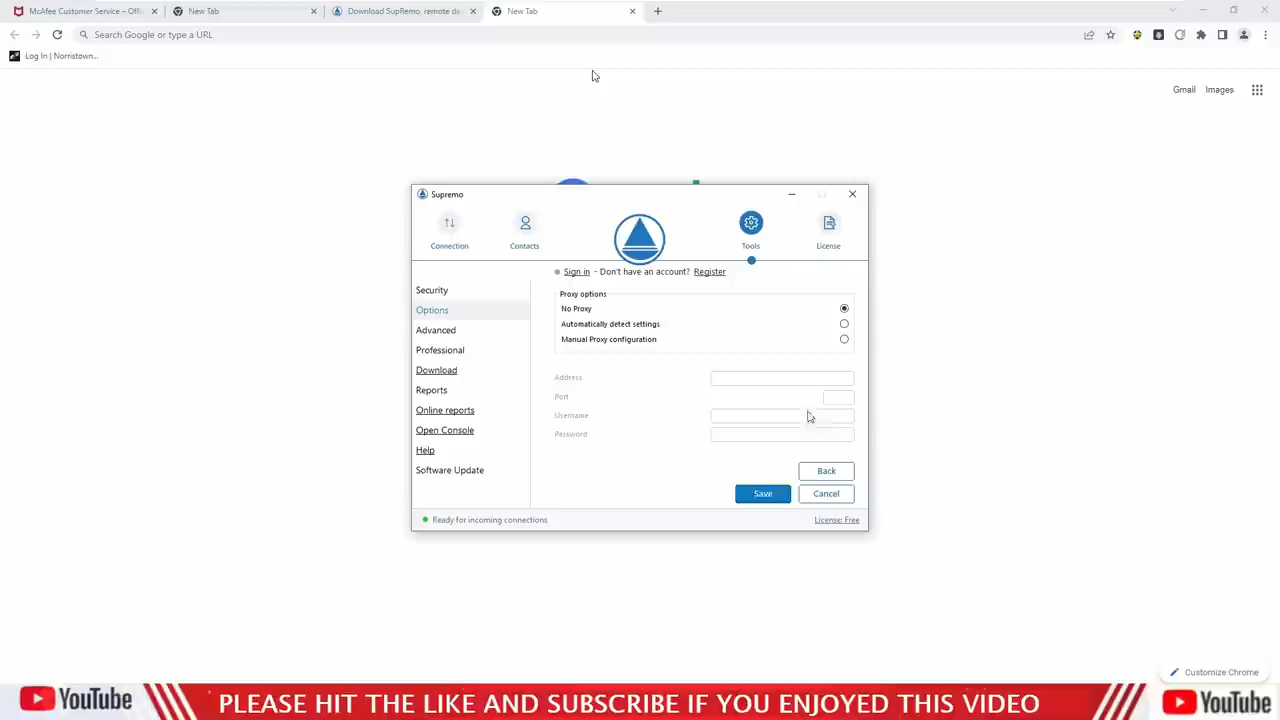 McAfee Customer Service – Offi
New Tab
Download SupRemo: remote de
New Tab
Search Google or type a URL
Log In | Norristown...
Gmail
Images
Supremo
Connection
Contacts
Tools
License
Sign in - Don't have an account? Register
Security
Options
Advanced
Professional
Download
Reports
Online reports
Open Console
Help
Software Update
Proxy options
No Proxy
Automatically detect settings
Manual Proxy configuration
Address
Port
Username
Password
Back
Save
Cancel
Ready for incoming connections
License: Free
Customize Chrome
YouTube
PLEASE HIT THE LIKE AND SUBSCRIBE IF YOU ENJOYED THIS VIDEO
YouTube